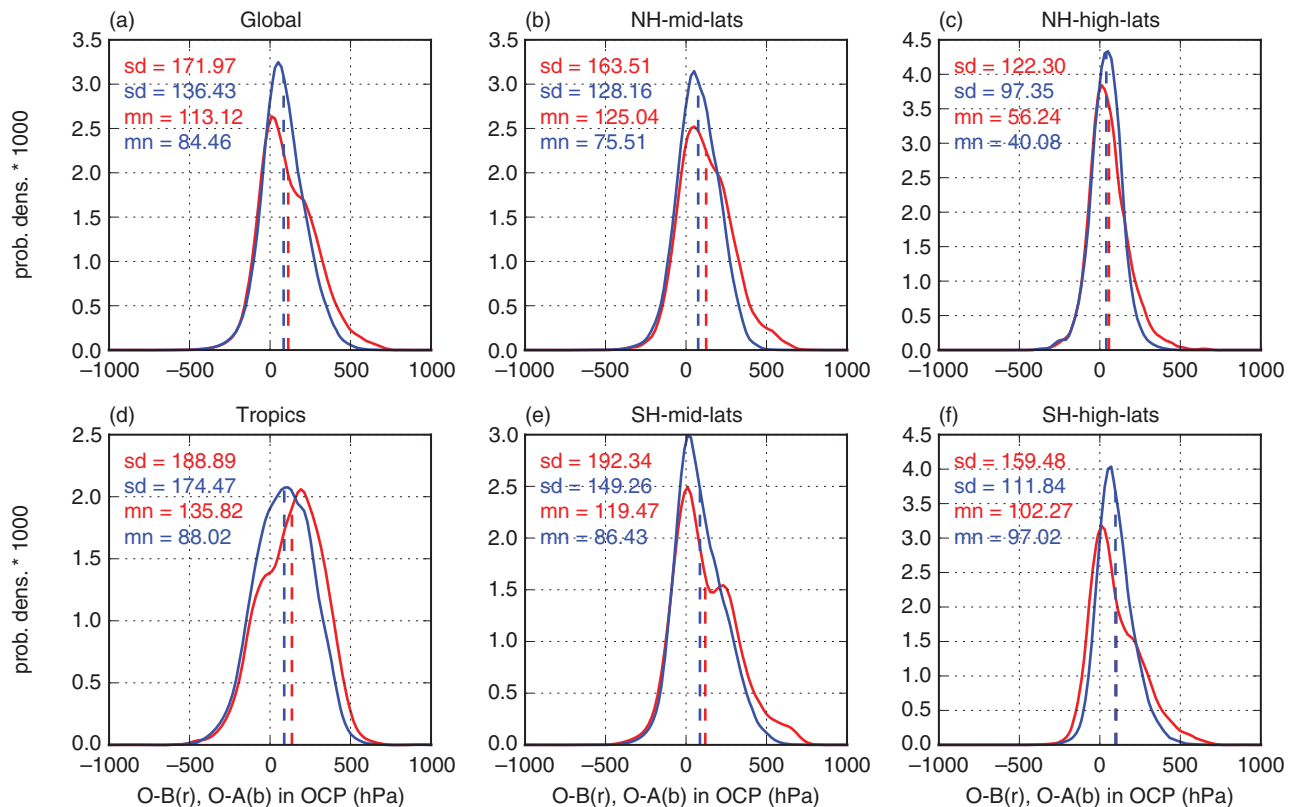 (a) Global
3.5
3.0
2.5
2.0
1.5
1.0
0.5
0.0
sd = 171.97
sd = 136.43
mn = 113.12
mn = 84.46
−1000 −500 0 500 1000
prob. dens. * 1000
(b) NH-mid-lats
3.5
3.0
2.5
2.0
1.5
1.0
0.5
0.0
sd = 163.51
sd = 128.16
mn = 125.04
mn = 75.51
−1000 −500 0 500 1000
(c) NH-high-lats
4.5
4.0
3.5
3.0
2.5
2.0
1.5
1.0
0.5
0.0
sd = 122.30
sd = 97.35
mn = 56.24
mn = 40.08
−1000 −500 0 500 1000
(d) Tropics
2.5
2.0
1.5
1.0
0.5
0.0
sd = 188.89
sd = 174.47
mn = 135.82
mn = 88.02
−1000 −500 0 500 1000
prob. dens. * 1000
O-B(r), O-A(b) in OCP (hPa)
(e) SH-mid-lats
3.0
2.5
2.0
1.5
1.0
0.5
0.0
sd = 192.34
sd = 149.26
mn = 119.47
mn = 86.43
−1000 −500 0 500 1000
O-B(r), O-A(b) in OCP (hPa)
(f) SH-high-lats
4.5
4.0
3.5
3.0
2.5
2.0
1.5
1.0
0.5
0.0
sd = 159.48
sd = 111.84
mn = 102.27
mn = 97.02
−1000 −500 0 500 1000
O-B(r), O-A(b) in OCP (hPa)